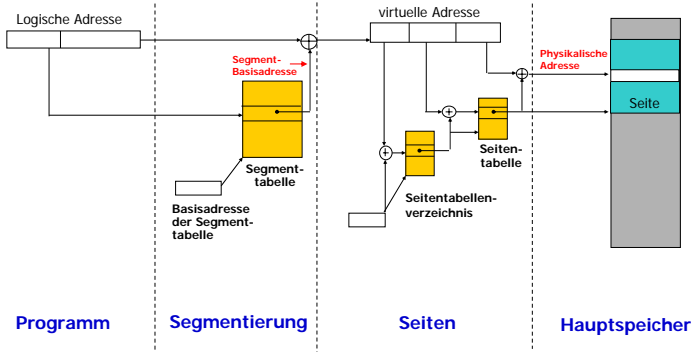 Logische Adresse
virtuelle Adresse
Segment-
Basisadresse
Physikalische
Adresse
Seite
Segment-
tabelle
Seiten-
tabelle
Basisadresse
der Segment-
tabelle
Seitentabellen-
verzeichnis
Programm
Segmentierung
Seiten
Hauptspeicher